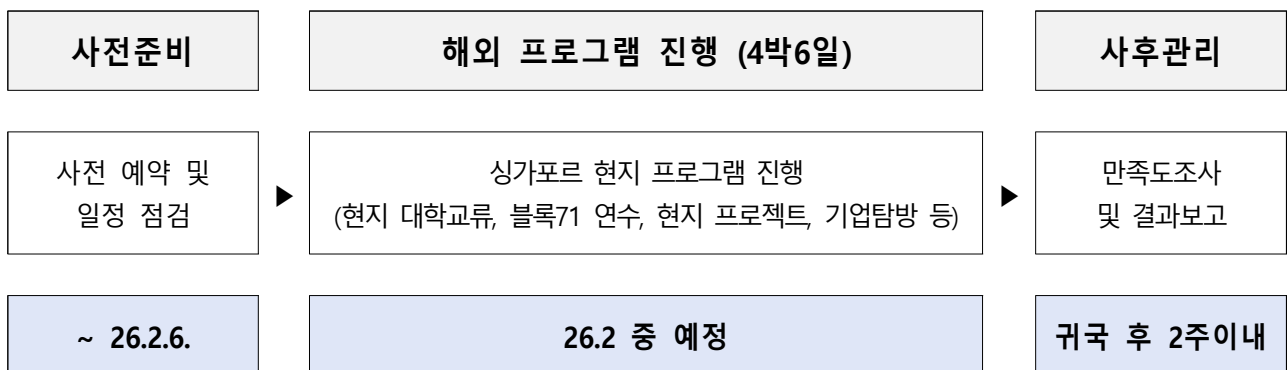 사전준비
해외 프로그램 진행 (4박6일)
사후관리
사전 예약 및
일정 점검
▶
싱가포르 현지 프로그램 진행
(현지 대학교류, 블록71 연수, 현지 프로젝트, 기업탐방 등)
▶
만족도조사
및 결과보고
~ 26.2.6.
26.2 중 예정
귀국 후 2주이내